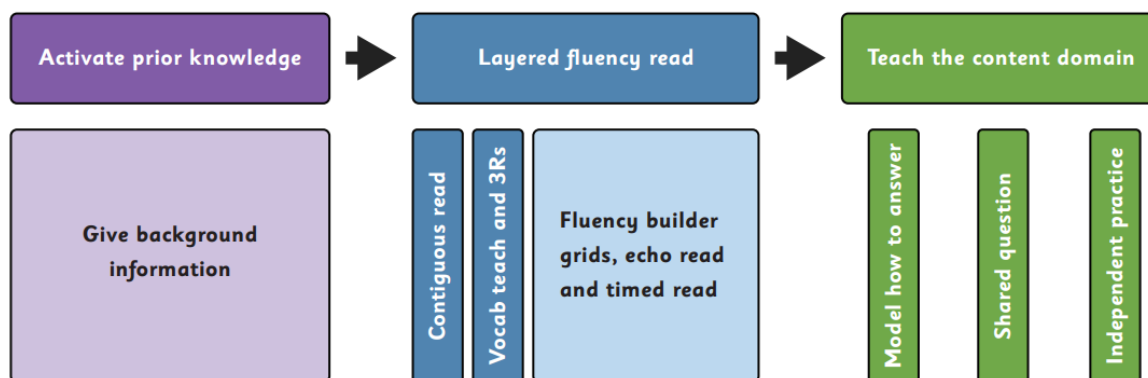 Activate prior knowledge
Layered fluency read
Teach the content domain
Give background
information
Contiguous read
Vocab teach and 3Rs
Fluency builder
grids, echo read
and timed read
Model how to answer
Shared question
Independent practice